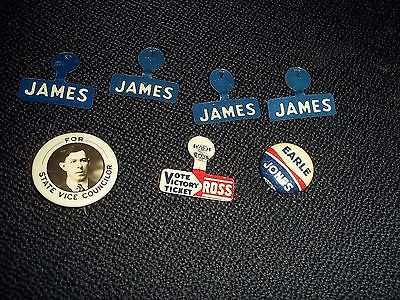 JAMES
JAMES
JAMES
JAMES
FOR
STATE VICE COUNCILOR
VOTE
VICTORY
TICKET
ROSS
EARLE
JONES